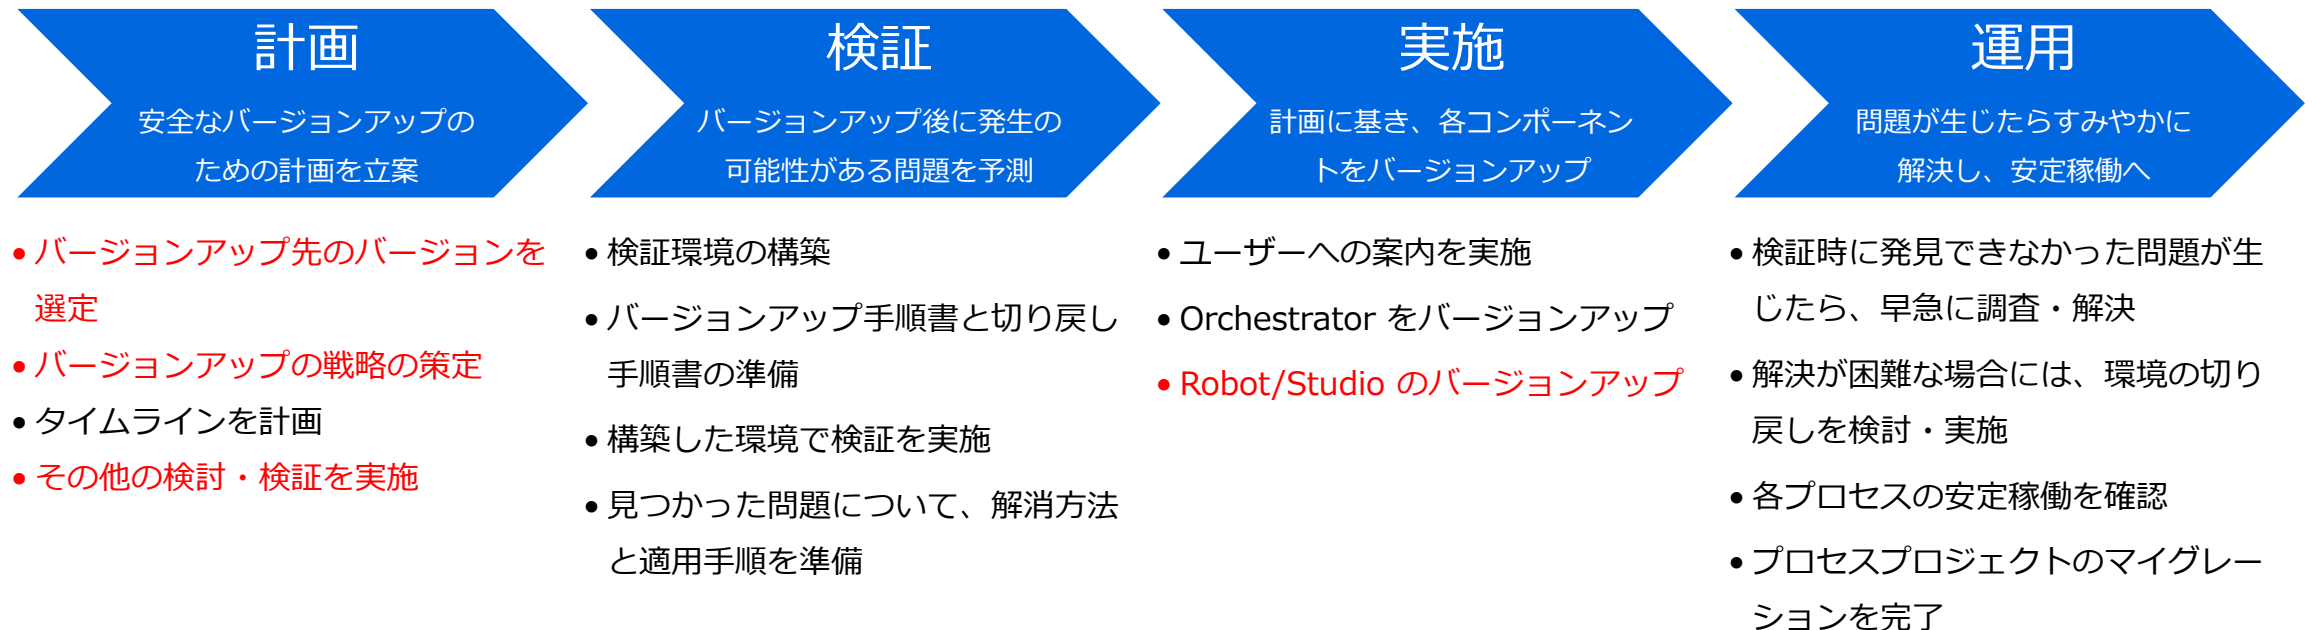 計画
安全なバージョンアップの
ための計画を立案
• バージョンアップ先のバージョンを
選定
• バージョンアップの戦略の策定
• タイムラインを計画
• その他の検討・検証を実施
検証
バージョンアップ後に発生の
可能性がある問題を予測
• 検証環境の構築
• バージョンアップ手順書と切り戻し
手順書の準備
• 構築した環境で検証を実施
• 見つかった問題について、解消方法
と適用手順を準備
実施
計画に基き、各コンポーネン
トをバージョンアップ
• ユーザーへの案内を実施
• Orchestrator をバージョンアップ
• Robot/Studio のバージョンアップ
運用
問題が生じたらすみやかに
解決し、安定稼働へ
• 検証時に発見できなかった問題が生
じたら、早急に調査・解決
• 解決が困難な場合には、環境の切り
戻しを検討・実施
• 各プロセスの安定稼働を確認
• プロセスプロジェクトのマイグレー
ションを完了